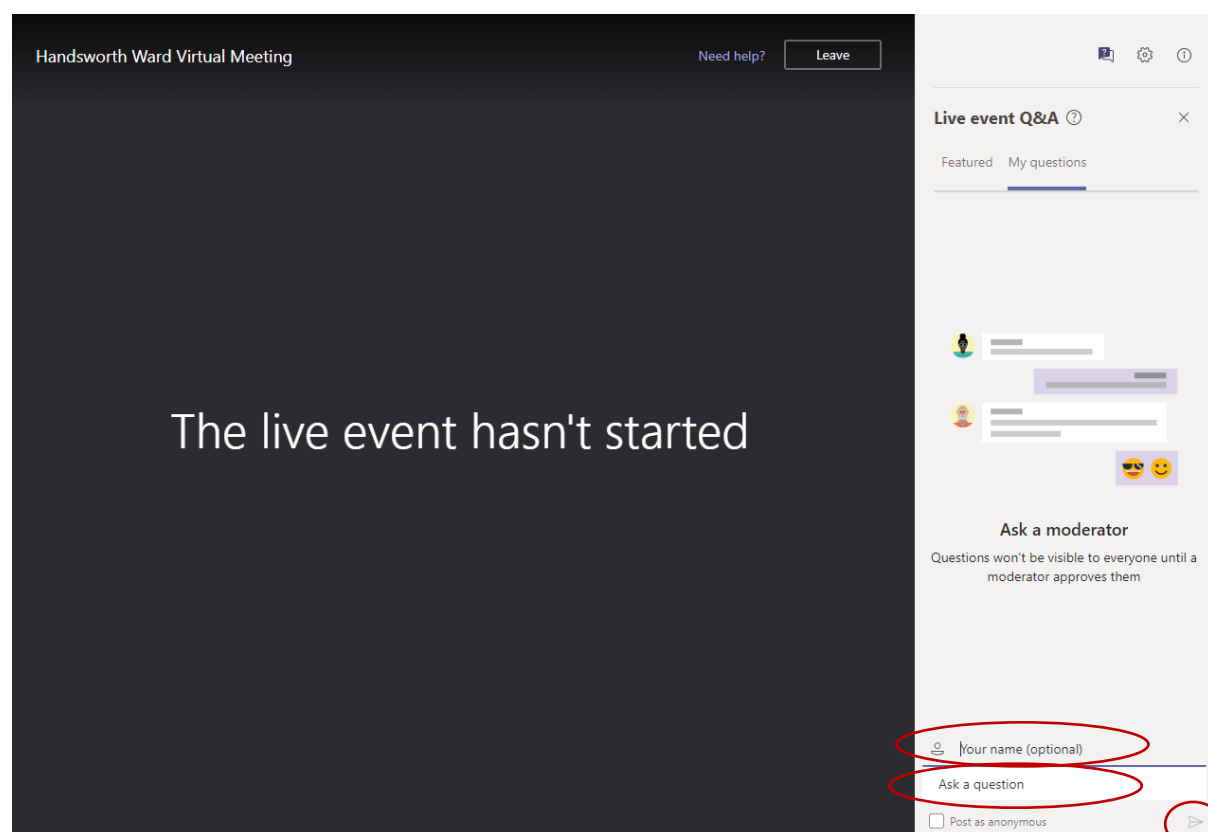 Handsworth Ward Virtual Meeting
Need help?
Leave
The live event hasn't started
Live event Q&A
Featured My questions
Ask a moderator
Questions won't be visible to everyone until a
moderator approves them
Your name (optional)
Ask a question
Post as anonymous